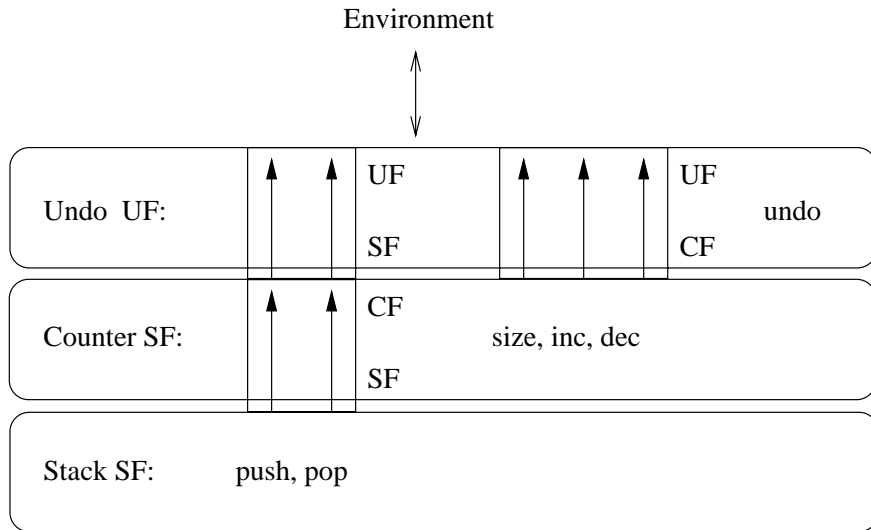 Environment
UF
UF
Undo UF:
undo
SF
CF
CF
Counter SF:
size, inc, dec
SF
Stack SF:
push, pop